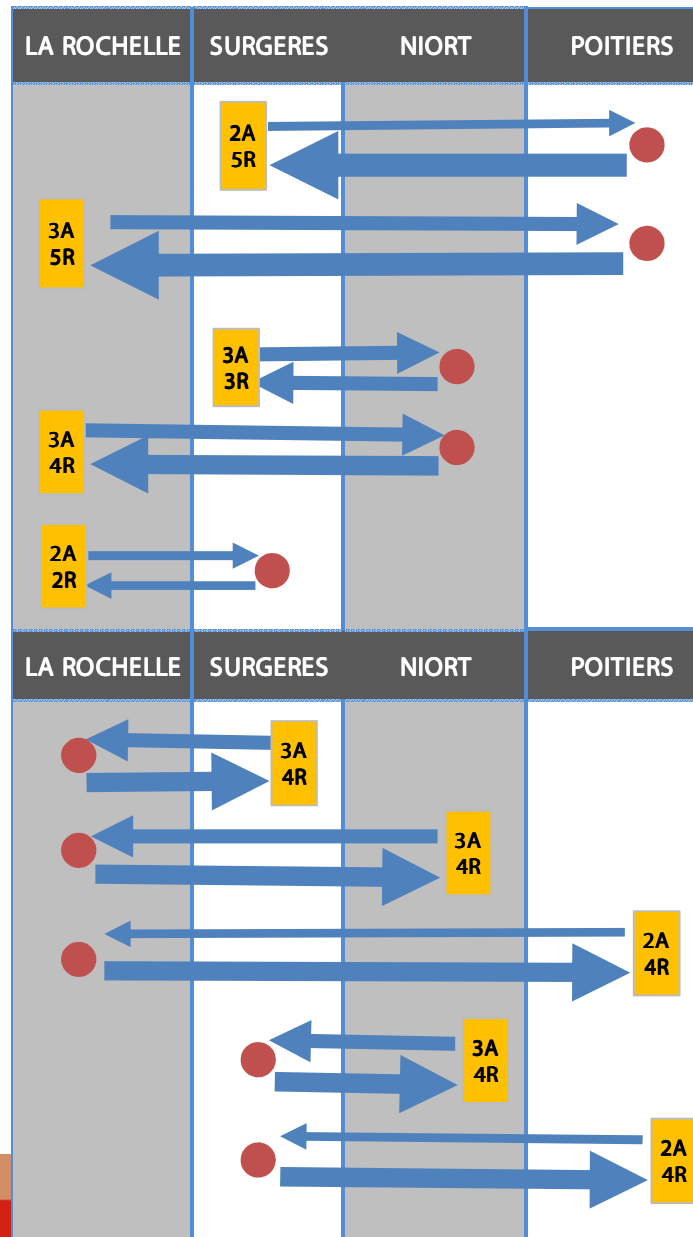 LA ROCHELLE SURGERES NIORT POITIERS
2A
5R
3A
5R
3A
3R
3A
4R
2A
2R
LA ROCHELLE SURGERES NIORT POITIERS
3A
4R
3A
4R
2A
4R
3A
4R
2A
4R